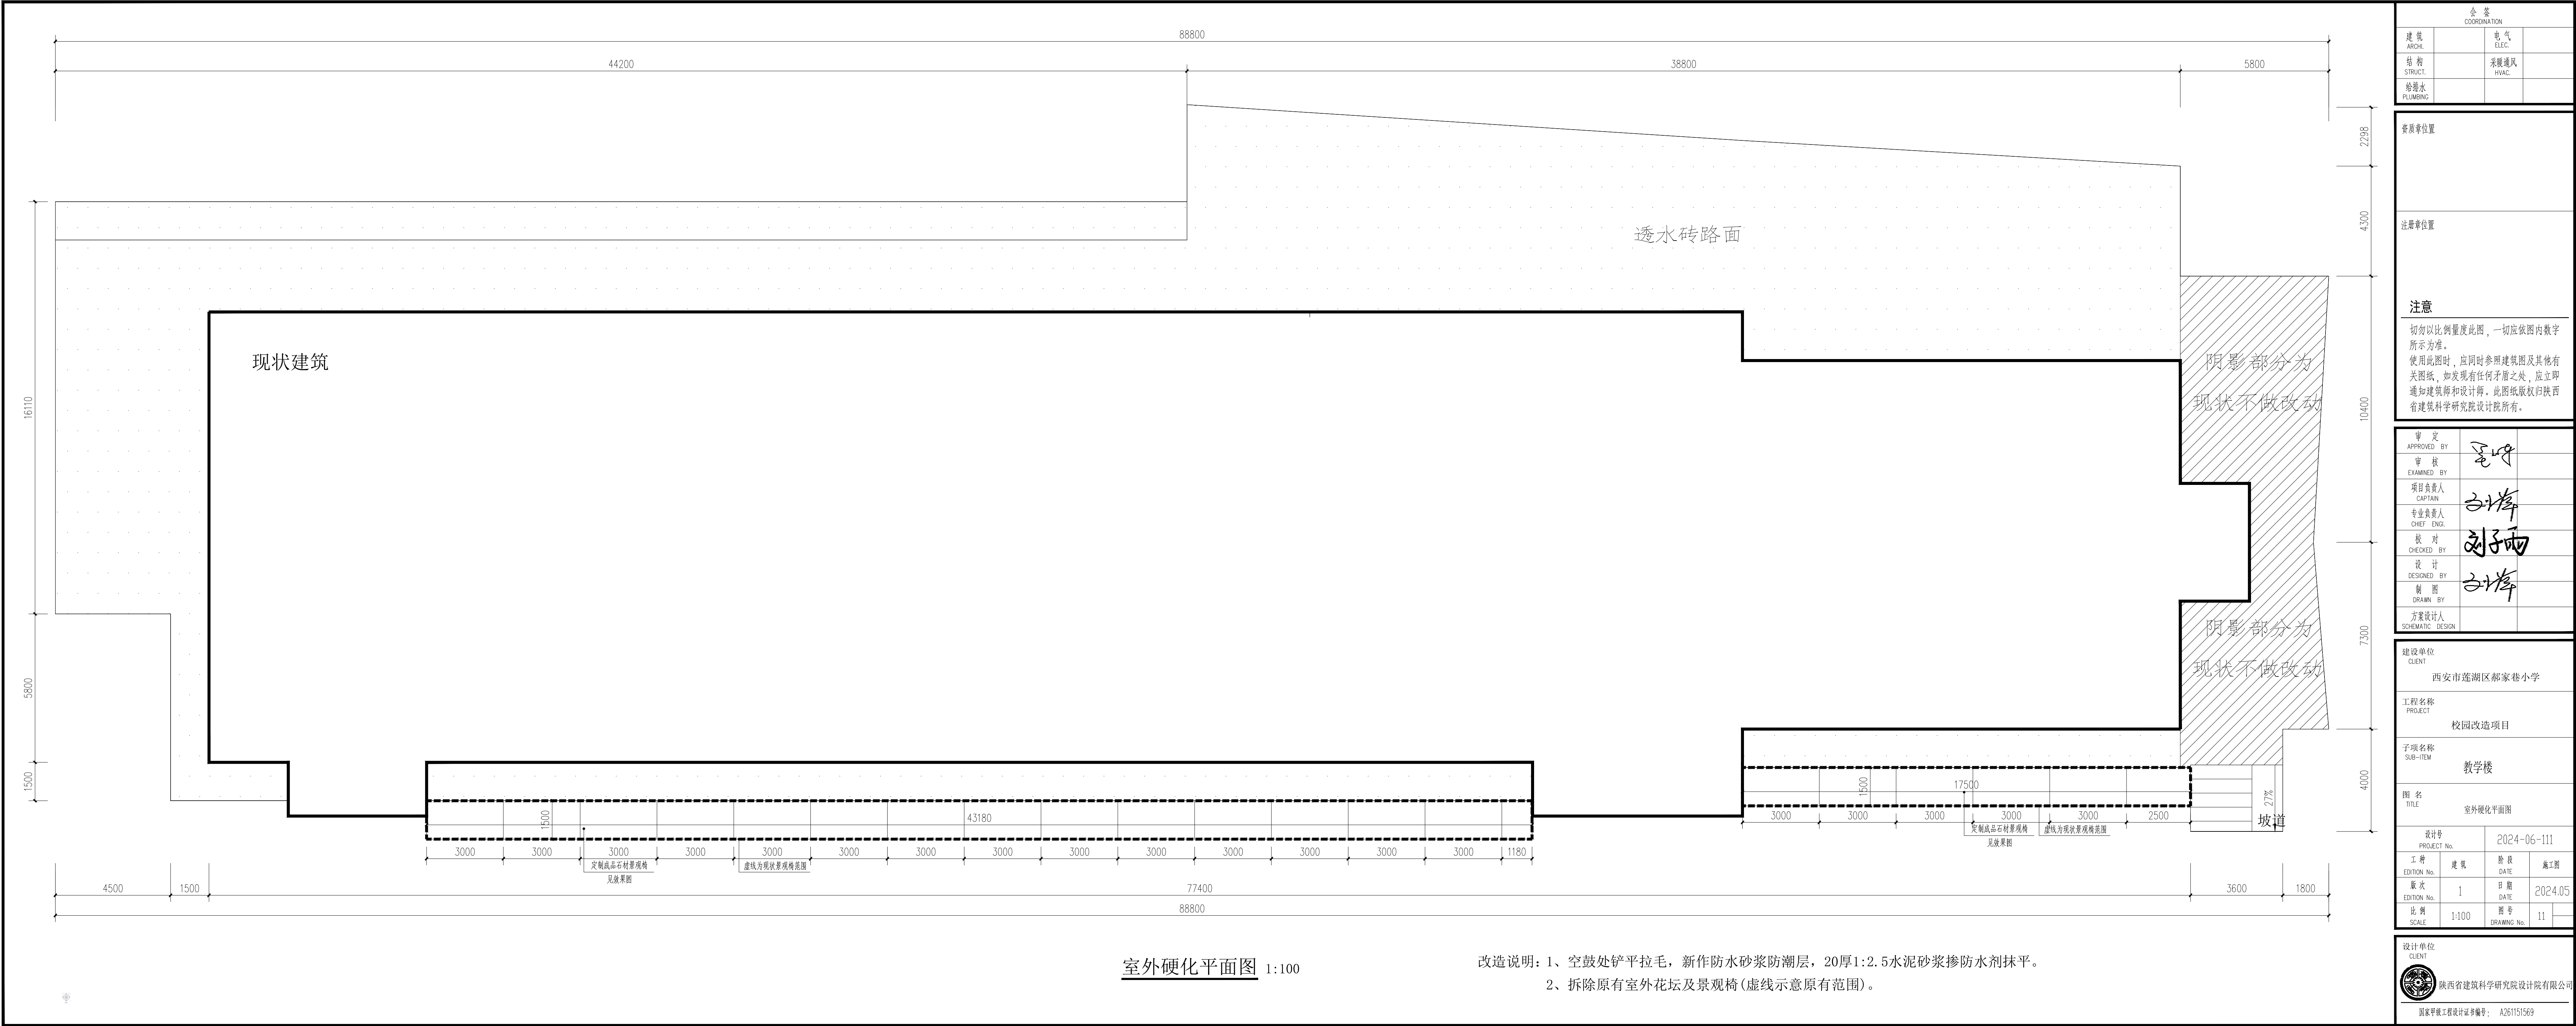 88800
44200
38800
5800
2298
4300
10400
7300
4000
16110
5800
1500
透水砖路面
现状建筑
阴影部分为
现状不做改动
阴影部分为
现状不做改动
1500
17500
3000
3000
3000
3000
3000
2500
定制成品石材景观椅
见效果图
虚线为现状景观椅范围
27%
坡道
1500
43180
3000
3000
3000
3000
3000
3000
3000
3000
3000
3000
3000
3000
3000
3000
1180
定制成品石材景观椅
见效果图
虚线为现状景观椅范围
4500
1500
77400
3600
1800
88800
室外硬化平面图 1:100
改造说明：1、空鼓处铲平拉毛，新作防水砂浆防潮层，20厚1:2.5水泥砂浆掺防水剂抹平。
2、拆除原有室外花坛及景观椅(虚线示意原有范围)。
会 签
COORDINATION
建 筑
ARCHI.
电 气
ELEC.
结 构
STRUCT.
采暖通风
HVAC.
给排水
PLUMBING
资质章位置
注册章位置
注意
切勿以比例量度此图，一切应依图内数字
所示为准。
使用此图时，应同时参照建筑图及其他有
关图纸，如发现有任何矛盾之处，应立即
通知建筑师和设计师。此图纸版权归陕西
省建筑科学研究院设计院所有。
审 定
APPROVED BY
审 核
EXAMINED BY
项目负责人
CAPTAIN
专业负责人
CHIEF ENGI.
校 对
CHECKED BY
刘子雨
设 计
DESIGNED BY
制 图
DRAWN BY
方案设计人
SCHEMATIC DESIGN
建设单位
CLIENT
西安市莲湖区郝家巷小学
工程名称
PROJECT
校园改造项目
子项名称
SUB-ITEM
教学楼
图 名
TITLE
室外硬化平面图
设计号
PROJECT No.
2024-06-111
工 种
EDITION No.
建 筑
阶 段
DATE
施工图
版 次
EDITION No.
1
日 期
DATE
2024.05
比 例
SCALE
1:100
图 号
DRAWING No.
11
设计单位
CLIENT
陕西省建筑科学研究院设计院有限公司
国家甲级工程设计证书编号： A261151569